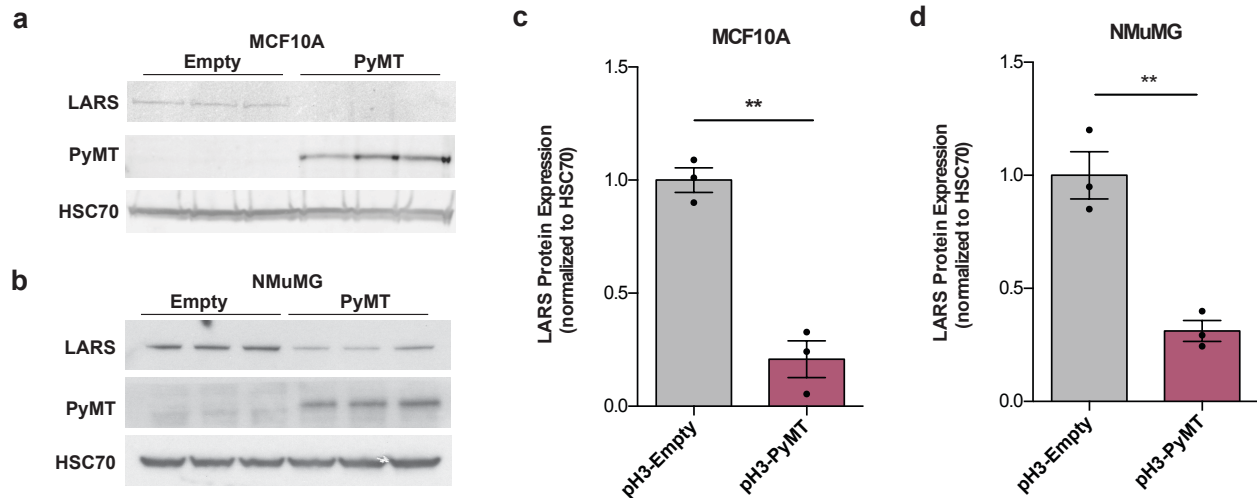 a
MCF10A
Empty PyMT
LARS
PyMT
HSC70
b
NMuMG
Empty PyMT
LARS
PyMT
HSC70
c
MCF10A
LARS Protein Expression
(normalized to HSC70)
1.5
1.0
0.5
0.0
**
pH3-Empty
pH3-PyMT
d
NMuMG
LARS Protein Expression
(normalized to HSC70)
1.5
1.0
0.5
0.0
**
pH3-Empty
pH3-PyMT